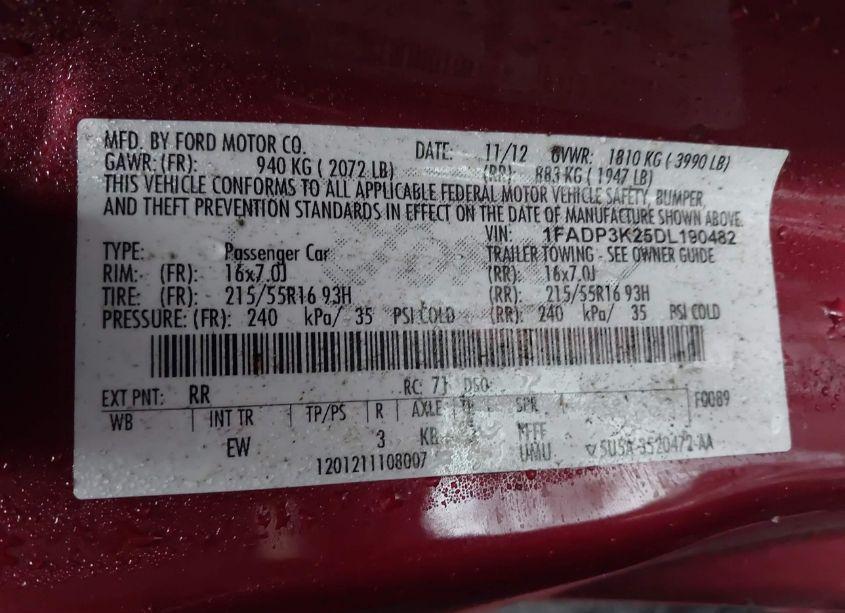 MFD. BY FORD MOTOR CO. DATE: 11/12 GVWR: 1810 KG ( 3990 LB)
GAWR: (FR): 940 KG ( 2072 LB) (RR): 883 KG ( 1947 LB)
THIS VEHICLE CONFORMS TO ALL APPLICABLE FEDERAL MOTOR VEHICLE SAFETY, BUMPER,
AND THEFT PREVENTION STANDARDS IN EFFECT ON THE DATE OF MANUFACTURE SHOWN ABOVE.
VIN: 1FADP3K25DL190482
TYPE: Passenger Car TRAILER TOWING - SEE OWNER GUIDE
RIM: (FR): 16x7.0J (RR): 16x7.0J
TIRE: (FR): 215/55R16 93H (RR): 215/55R16 93H
PRESSURE: (FR): 240 kPa/ 35 PSI COLD (RR): 240 kPa/ 35 PSI COLD
EXT PNT: RR RC: 71 DSO: F0089
WB INT TR TP/PS R AXLE TR SPR
EW 3 UMU
1201211108007